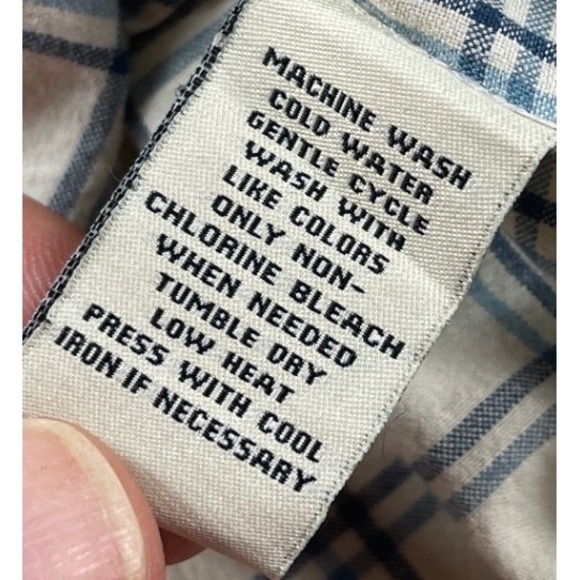 MACHINE WASH
COLD WATER
GENTLE CYCLE
WASH WITH
LIKE COLORS
ONLY NON-
CHLORINE BLEACH
WHEN NEEDED
TUMBLE DRY
LOW HEAT
PRESS WITH COOL
IRON IF NECESSARY